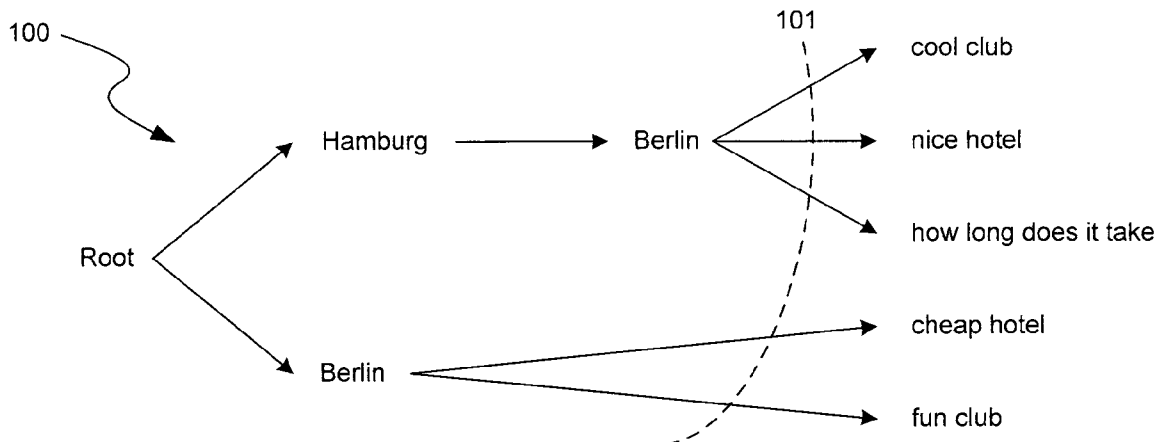 101
100
cool club
Hamburg
Berlin
nice hotel
how long does it take
Root
cheap hotel
Berlin
fun club